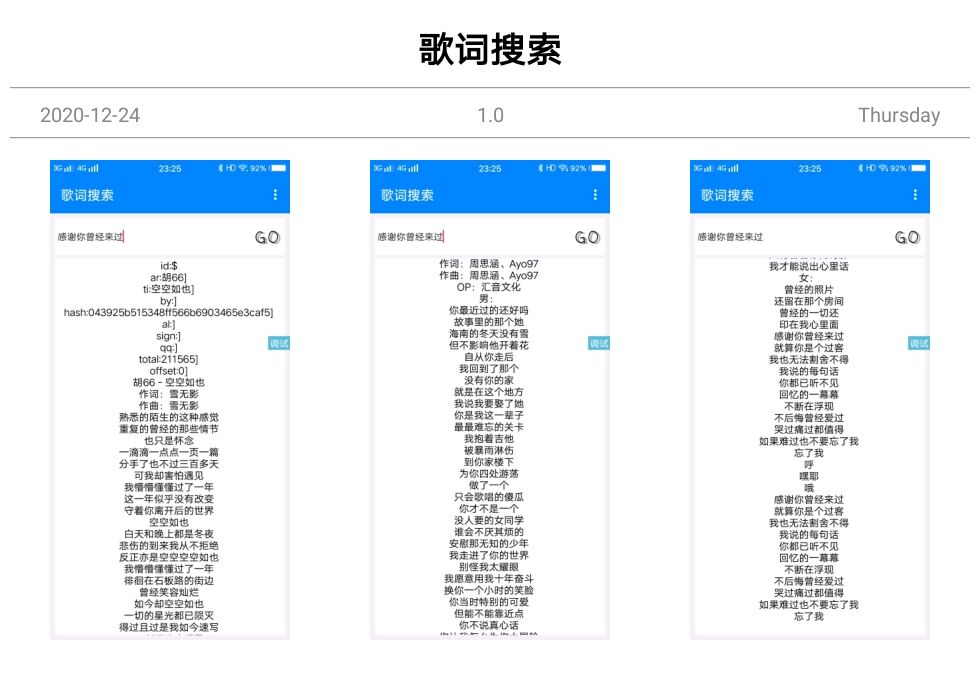 歌词搜索
2020-12-24
1.0
Thursday
3G 4G 23:25 HD 92%
歌词搜索
感谢你曾经来过
GO
id:$
ar:胡66]
ti:空空如也]
by:]
hash:043925b515348ff566b6903465e3caf5]
al:]
sign:]
调试
qq:]
total:211565]
offset:0]
胡66 - 空空如也
作词：雪无影
作曲：雪无影
熟悉的陌生的这种感觉
重复的曾经的那些情节
也只是怀念
一滴滴一点点一页一篇
分手了也不过三百多天
可我却害怕遇见
我懵懵懂懂过了一年
这一年似乎没有改变
守着你离开后的世界
空空如也
白天和晚上都是冬夜
悲伤的到来我从不拒绝
反正亦是空空空空如也
我懵懵懂懂过了一年
徘徊在石板路的街边
曾经笑容灿烂
如今却空空如也
一切的星光都已陨灭
得过且过是我如今速写
3G 4G 23:25 HD 92%
歌词搜索
感谢你曾经来过
GO
作词：周思涵、Ayo97
作曲：周思涵、Ayo97
OP：汇音文化
男：
你最近过的还好吗
故事里的那个她
海南的冬天没有雪
但不影响他开着花
调试
自从你走后
我回到了那个
没有你的家
就是在这个地方
我说我要娶了她
你是我这一辈子
最最难忘的关卡
我抱着吉他
被暴雨淋伤
到你家楼下
为你四处游荡
做了一个
只会歌唱的傻瓜
你才不是一个
没人要的女同学
谁会不厌其烦的
安慰那无知的少年
我走进了你的世界
别怪我太耀眼
我愿意用我十年奋斗
换你一个小时的笑脸
你当时特别的可爱
但能不能靠近点
你不说真心话
3G 4G 23:25 HD 92%
歌词搜索
感谢你曾经来过
GO
我才能说出心里话
女：
曾经的照片
还留在那个房间
曾经的一切还
印在我心里面
感谢你曾经来过
就算你是个过客
调试
我也无法割舍不得
我说的每句话
你都已听不见
回忆的一幕幕
不断在浮现
不后悔曾经爱过
哭过痛过都值得
如果难过也不要忘了我
忘了我
呼
嘿耶
哦
感谢你曾经来过
就算你是个过客
我也无法割舍不得
我说的每句话
你都已听不见
回忆的一幕幕
不断在浮现
不后悔曾经爱过
哭过痛过都值得
如果难过也不要忘了我
忘了我